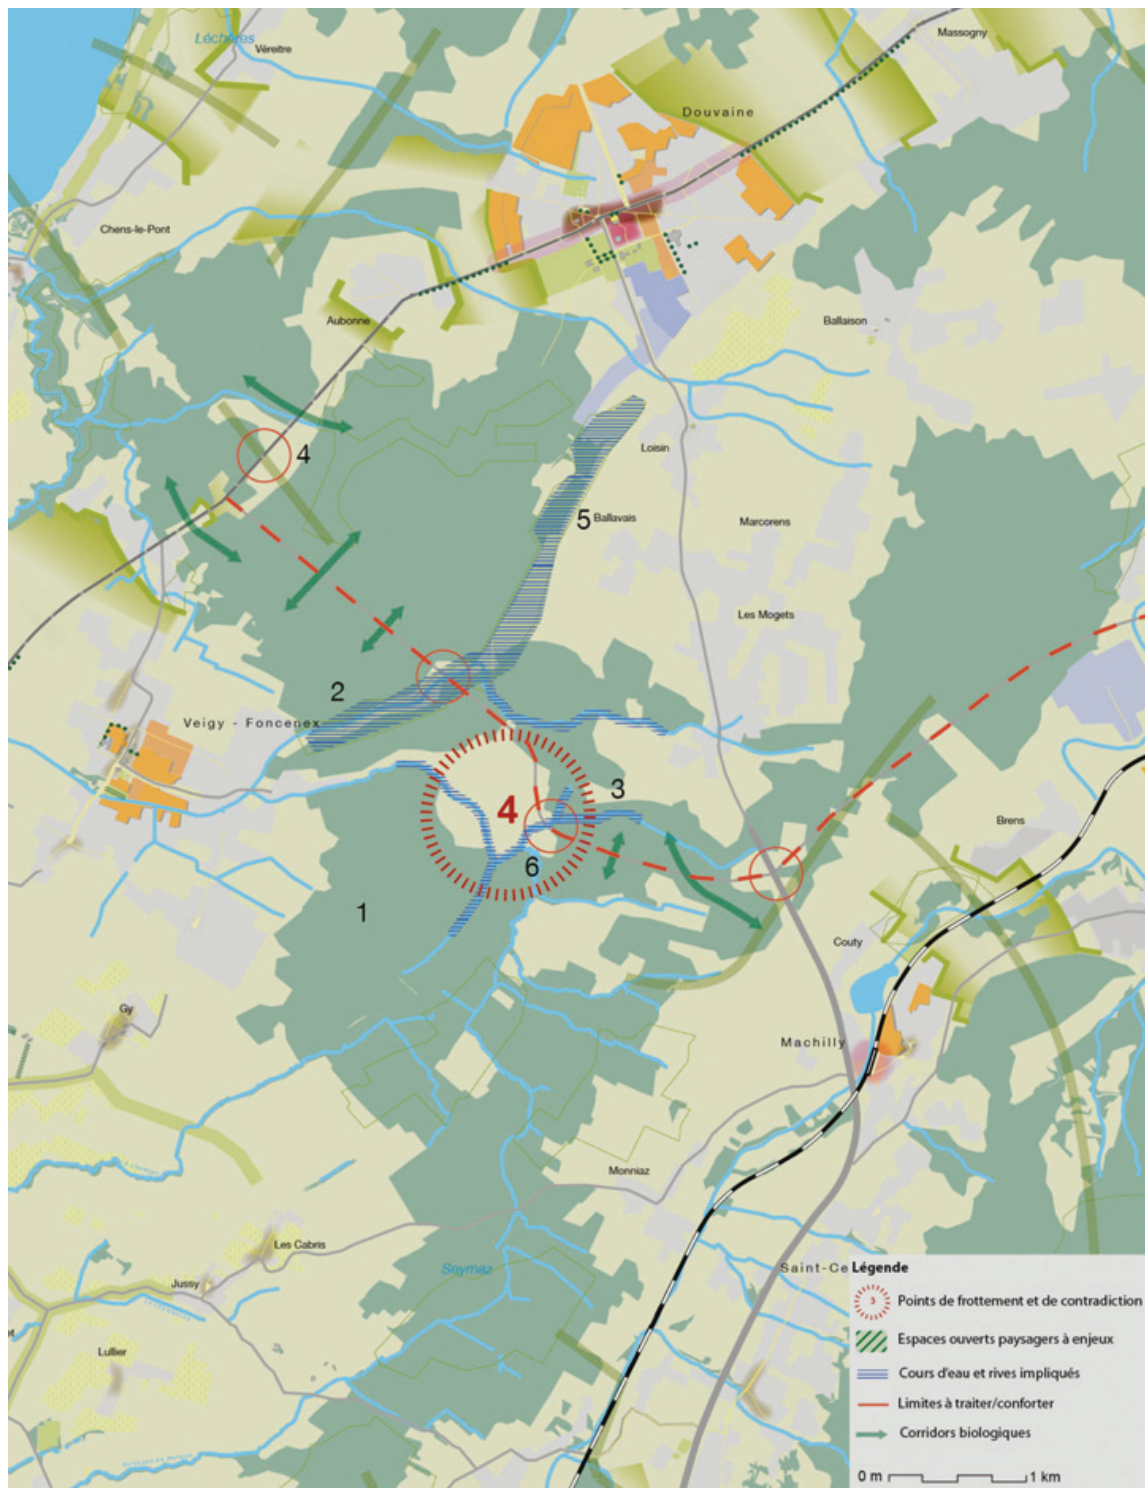 Massogny
Léchères
Véreitre
Douvaine
Chens-le-Pont
Aubonne
Ballaison
4
Loisin
5
Ballavais
Marcorens
Les Mogets
2
Veigy - Foncenex
3
4
Brens
6
1
Couty
Gy
Machilly
Monniaz
Les Cabris
Seymaz
Saint-Ce
Jussy
Lullier
Légende
3
Points de frottement et de contradiction
Espaces ouverts paysagers à enjeux
Cours d'eau et rives impliqués
Limites à traiter/conforter
Corridors biologiques
0 m
1 km